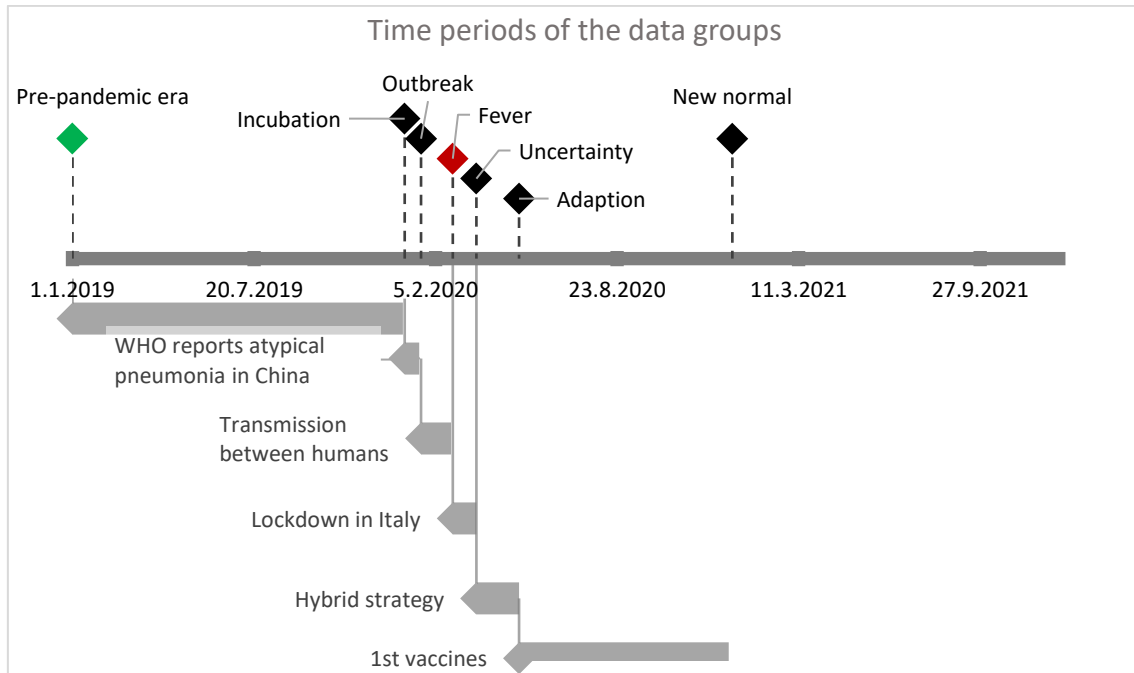 Time periods of the data groups
Pre-pandemic era
Outbreak
New normal
Incubation
Fever
Uncertainty
Adaption
1.1.2019
20.7.2019
5.2.2020
23.8.2020
11.3.2021
27.9.2021
WHO reports atypical
pneumonia in China
Transmission
between humans
Lockdown in Italy
Hybrid strategy
1st vaccines